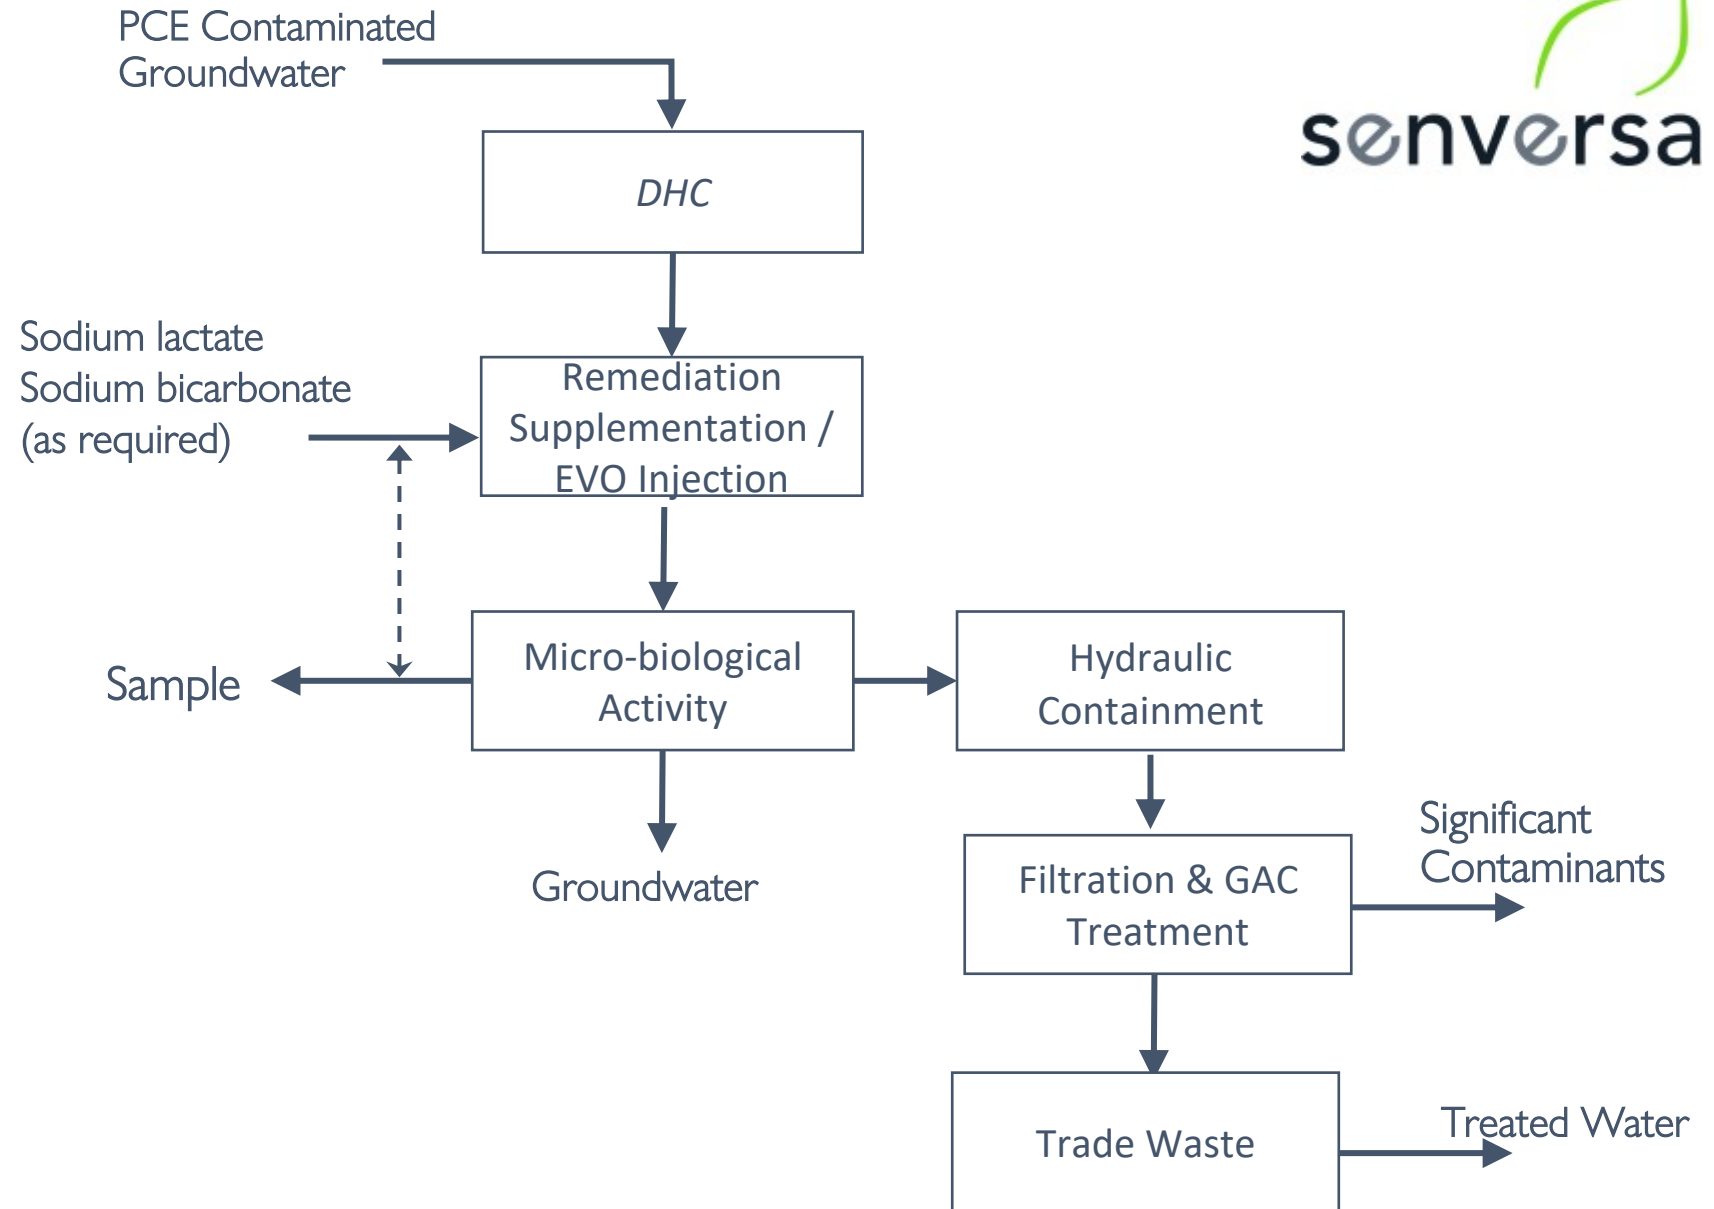 PCE Contaminated
Groundwater
senversa
DHC
Sodium lactate
Sodium bicarbonate
(as required)
Remediation
Supplementation /
EVO Injection
Sample
Micro-biological
Activity
Hydraulic
Containment
Groundwater
Filtration & GAC
Treatment
Significant
Contaminants
Trade Waste
Treated Water